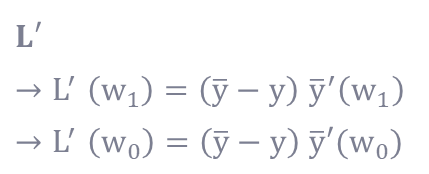 L′
→ L′ (w₁) = (ȳ − y) ȳ′(w₁)
→ L′ (w₀) = (ȳ − y) ȳ′(w₀)